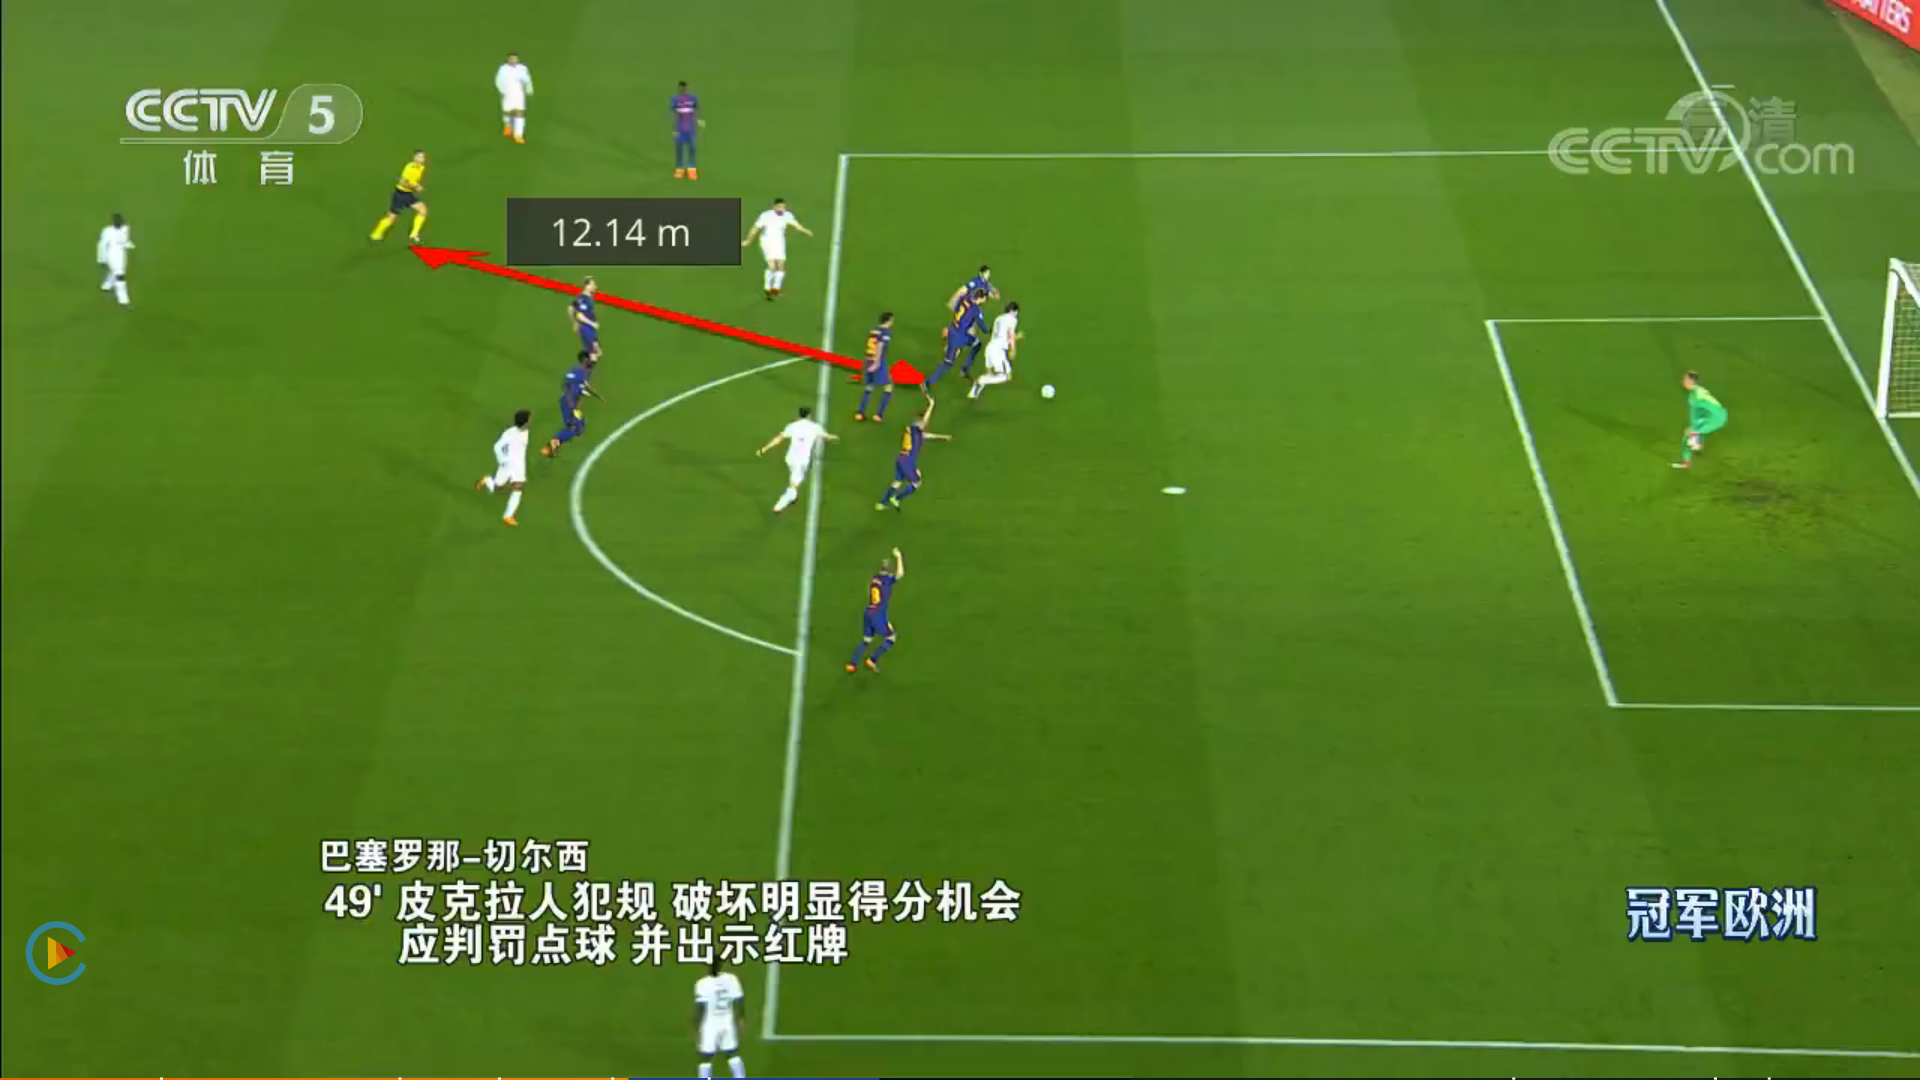 CCTV 5
体 育
CCTV.com
高清
12.14 m
巴塞罗那-切尔西
49' 皮克拉人犯规 破坏明显得分机会
应判罚点球 并出示红牌
冠军欧洲